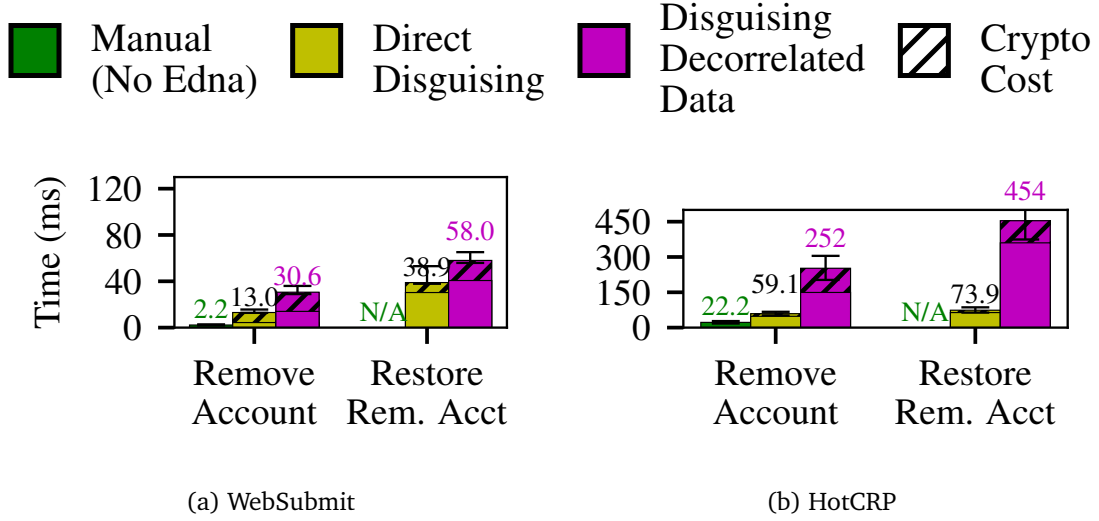 Manual
(No Edna)
Direct
Disguising
Disguising
Decorrelated
Data
Crypto
Cost
Time (ms)
120
80
40
0
2.2
13.0
30.6
N/A
38.9
58.0
Remove
Account
Restore
Rem. Acct
(a) WebSubmit
450
300
150
0
22.2
59.1
252
N/A
73.9
454
Remove
Account
Restore
Rem. Acct
(b) HotCRP